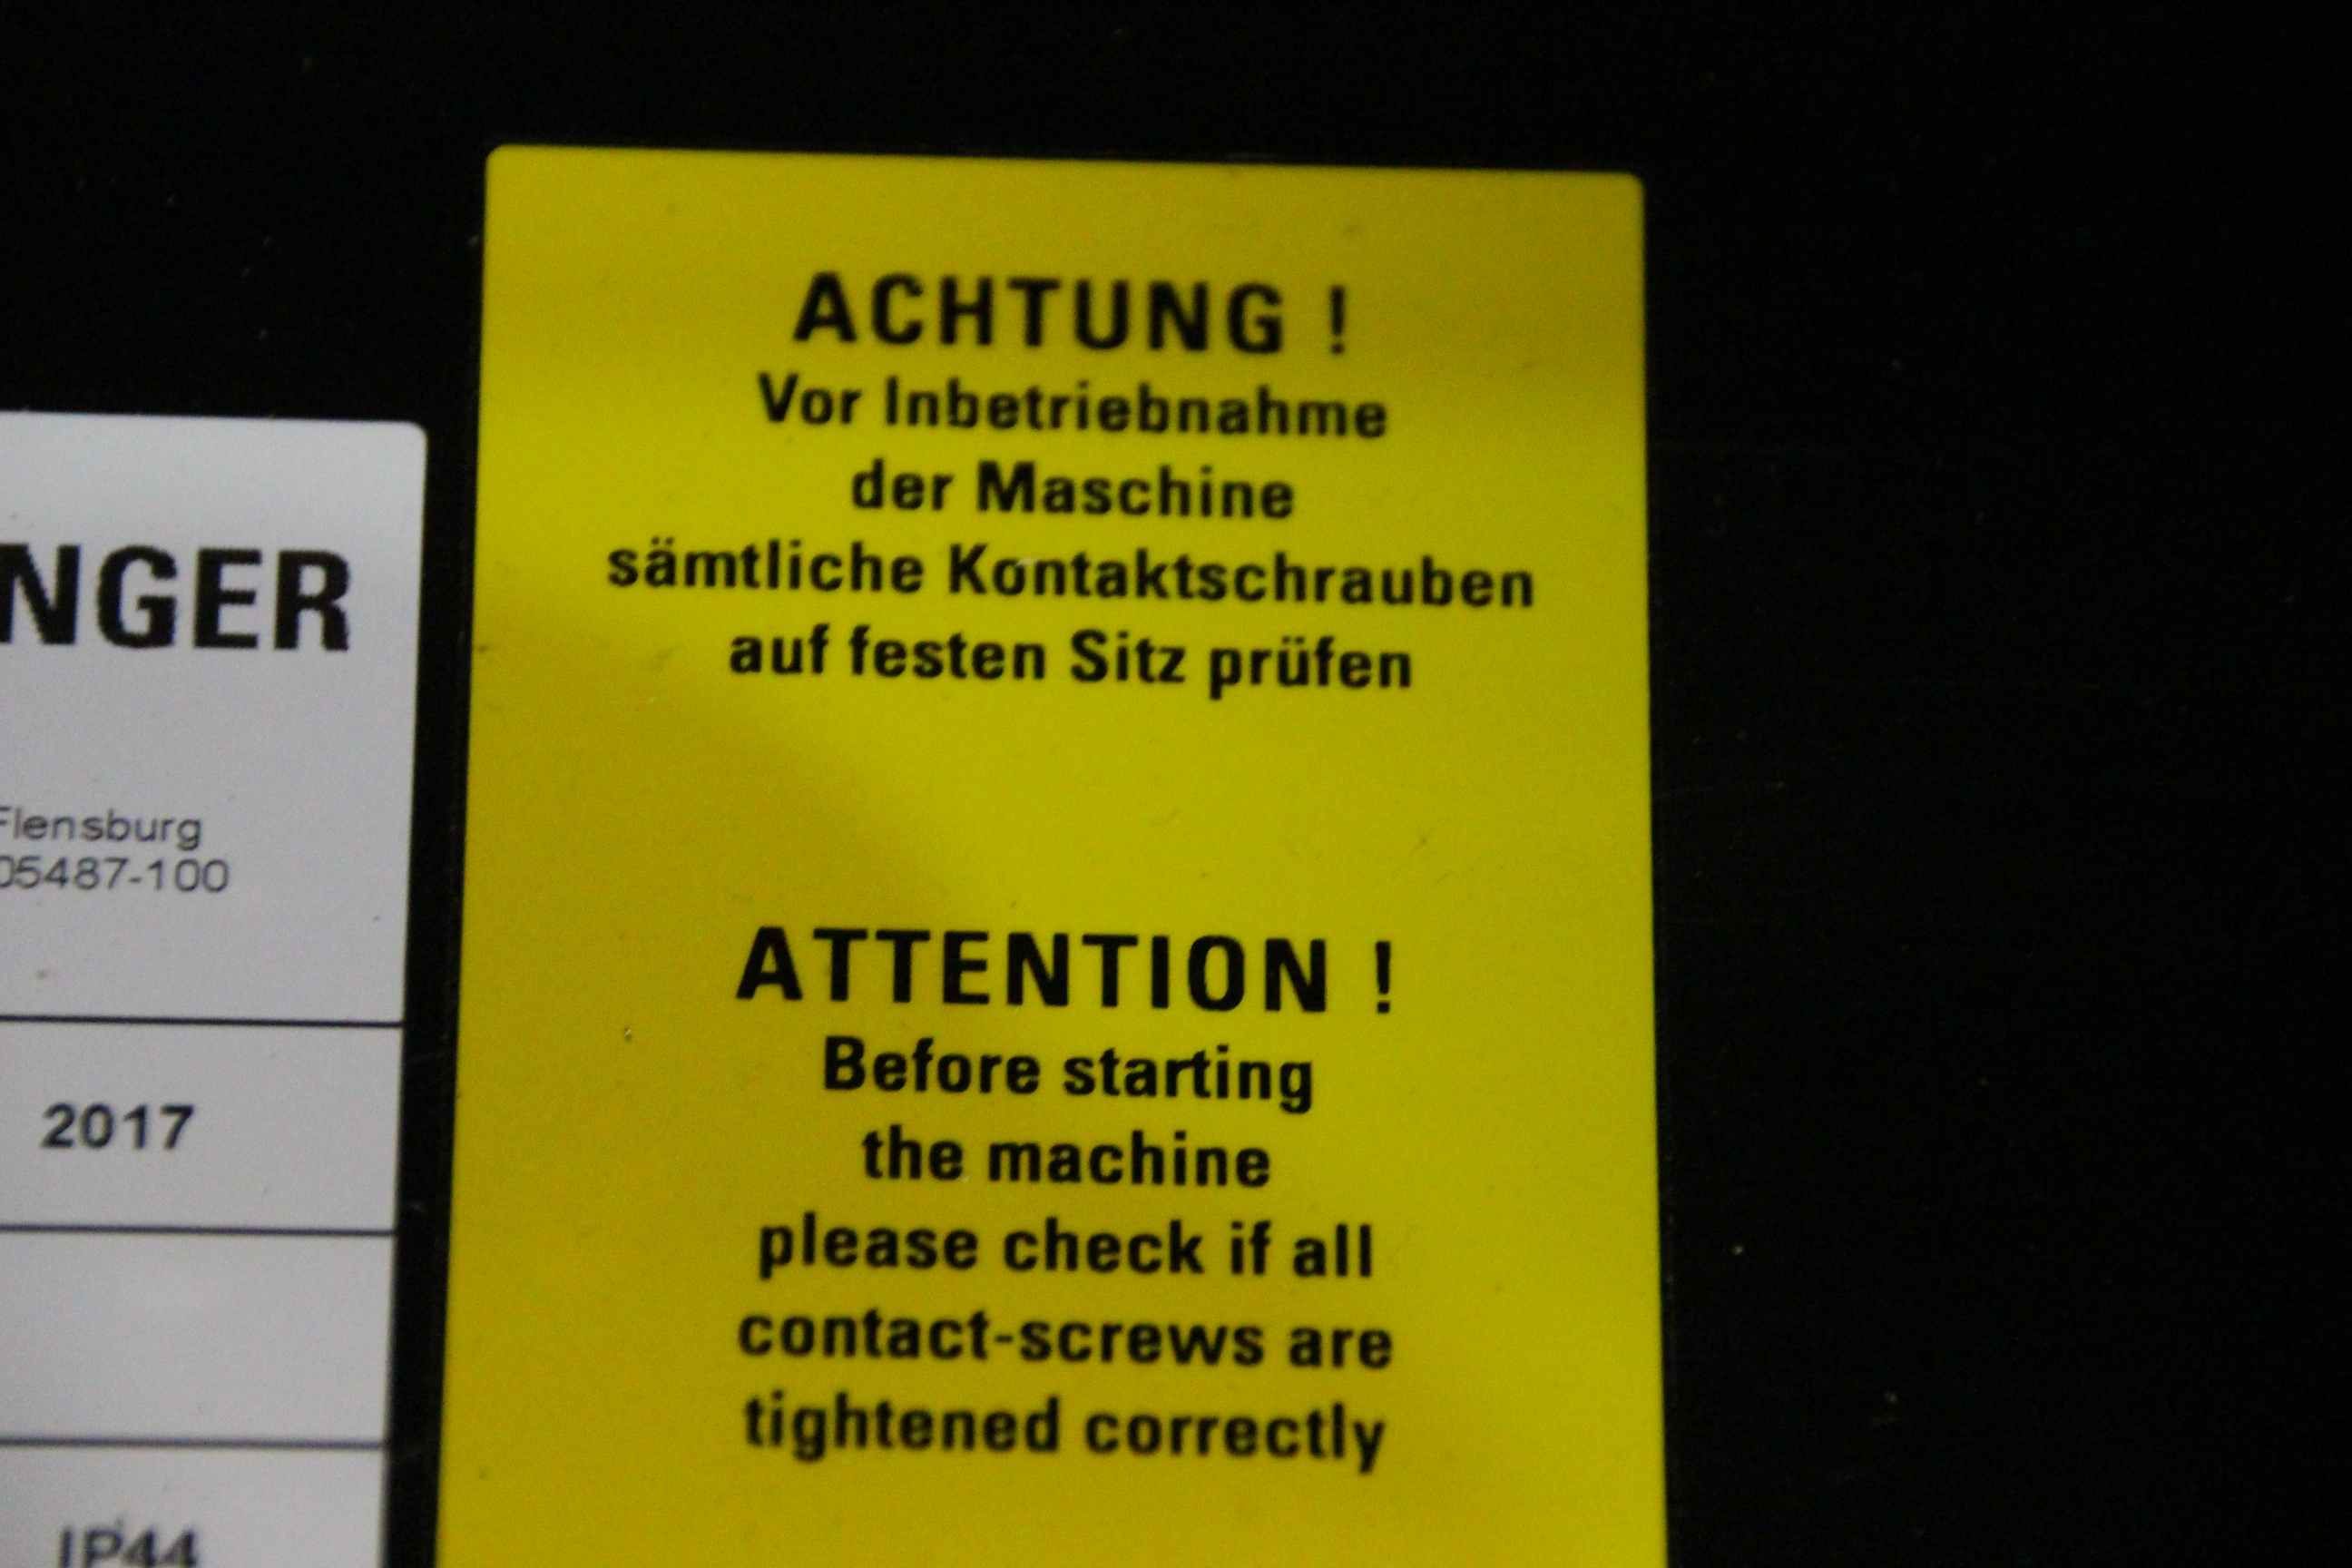 NGER
Flensburg
05487-100
2017
IP44
ACHTUNG !
Vor Inbetriebnahme
der Maschine
sämtliche Kontaktschrauben
auf festen Sitz prüfen
ATTENTION !
Before starting
the machine
please check if all
contact-screws are
tightened correctly